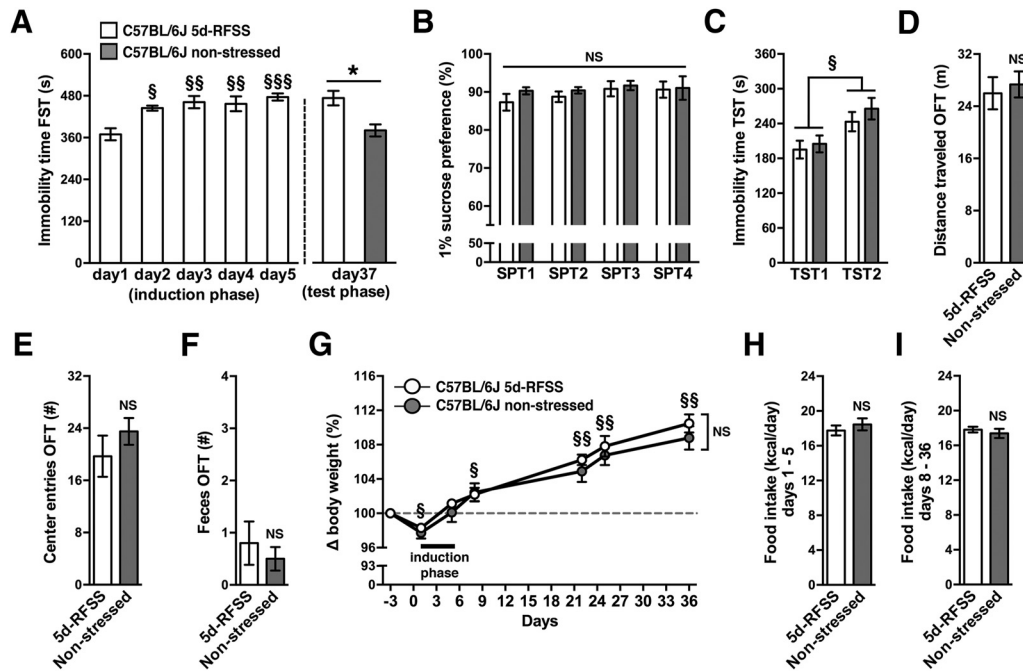 A
C57BL/6J 5d-RFSS
C57BL/6J non-stressed
Immobility time FST (s)
600
480
360
240
120
0
§
§§
§§
§§§
*
day1 day2 day3 day4 day5
(induction phase)
day37
(test phase)
B
1% sucrose preference (%)
100
90
80
70
60
50
0
NS
SPT1 SPT2 SPT3 SPT4
C
Immobility time TST (s)
360
300
240
180
120
60
0
§
TST1 TST2
D
Distance traveled OFT (m)
32
24
16
8
0
NS
5d-RFSS
Non-stressed
E
Center entries OFT (#)
32
24
16
8
0
NS
5d-RFSS
Non-stressed
F
Feces OFT (#)
4
3
2
1
0
NS
5d-RFSS
Non-stressed
G
C57BL/6J 5d-RFSS
C57BL/6J non-stressed
Δ body weight (%)
116
112
108
104
100
96
93
0
§
§
§§
§§
§§
NS
induction
phase
-3 0 3 6 9 12 15 18 21 24 27 30 33 36
Days
H
Food intake (kcal/day)
days 1 - 5
24
20
16
12
8
4
0
NS
5d-RFSS
Non-stressed
I
Food intake (kcal/day)
days 8 - 36
24
20
16
12
8
4
0
NS
5d-RFSS
Non-stressed